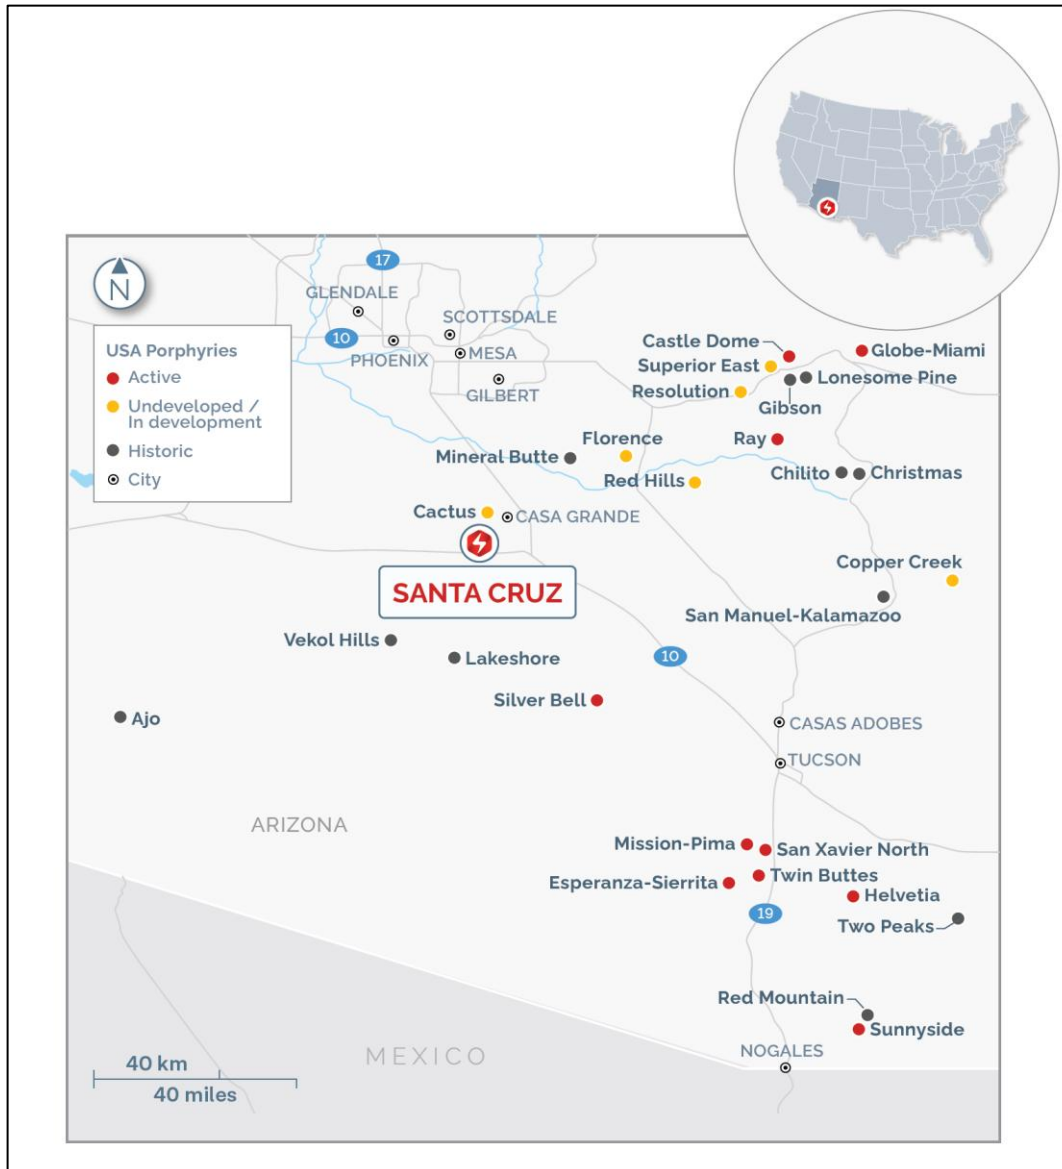 N
USA Porphyries
Active
Undeveloped /
In development
Historic
City
17
GLENDALE
SCOTTSDALE
10
PHOENIX
MESA
GILBERT
Castle Dome
Globe-Miami
Superior East
Lonesome Pine
Resolution
Gibson
Florence
Ray
Mineral Butte
Red Hills
Chilito
Christmas
Cactus
CASA GRANDE
SANTA CRUZ
Copper Creek
San Manuel-Kalamazoo
Vekol Hills
Lakeshore
10
Silver Bell
Ajo
CASAS ADOBES
TUCSON
ARIZONA
Mission-Pima
San Xavier North
Esperanza-Sierrita
Twin Buttes
Helvetia
19
Two Peaks
Red Mountain
Sunnyside
NOGALES
MEXICO
40 km
40 miles